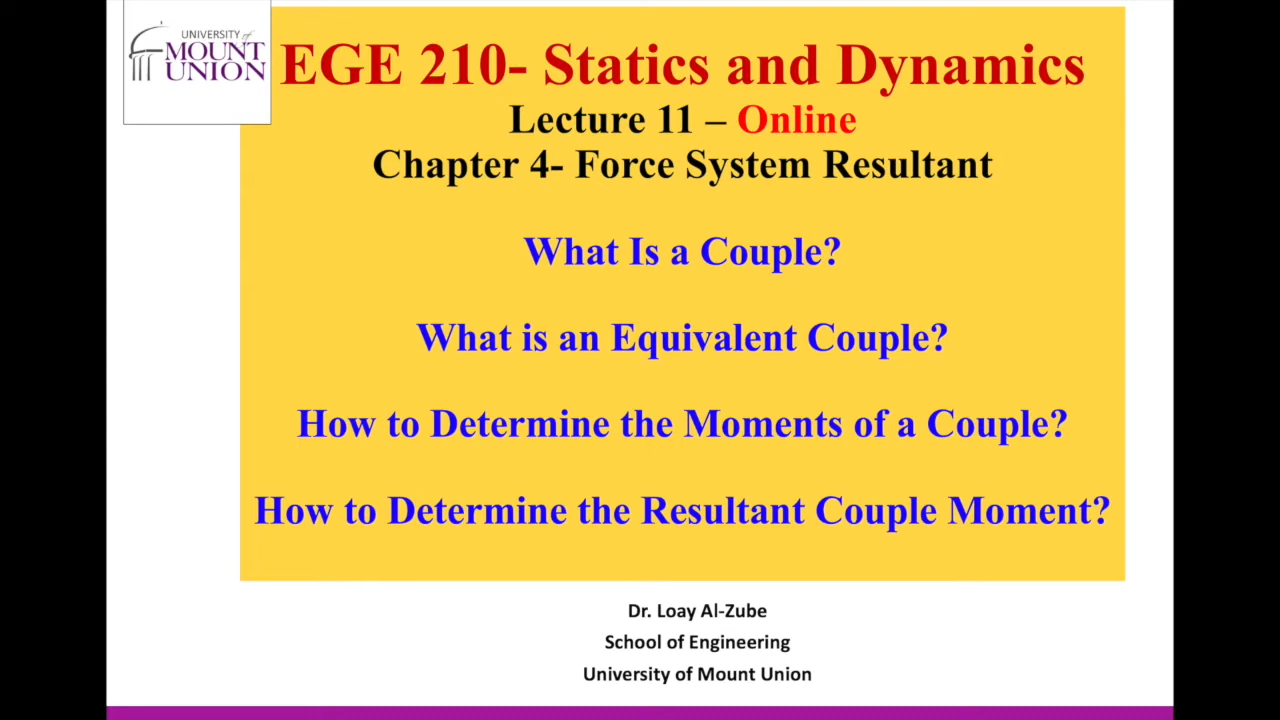 UNIVERSITY of
MOUNT
UNION
EGE 210- Statics and Dynamics
Lecture 11 – Online
Chapter 4- Force System Resultant
What Is a Couple?
What is an Equivalent Couple?
How to Determine the Moments of a Couple?
How to Determine the Resultant Couple Moment?
Dr. Loay Al-Zube
School of Engineering
University of Mount Union